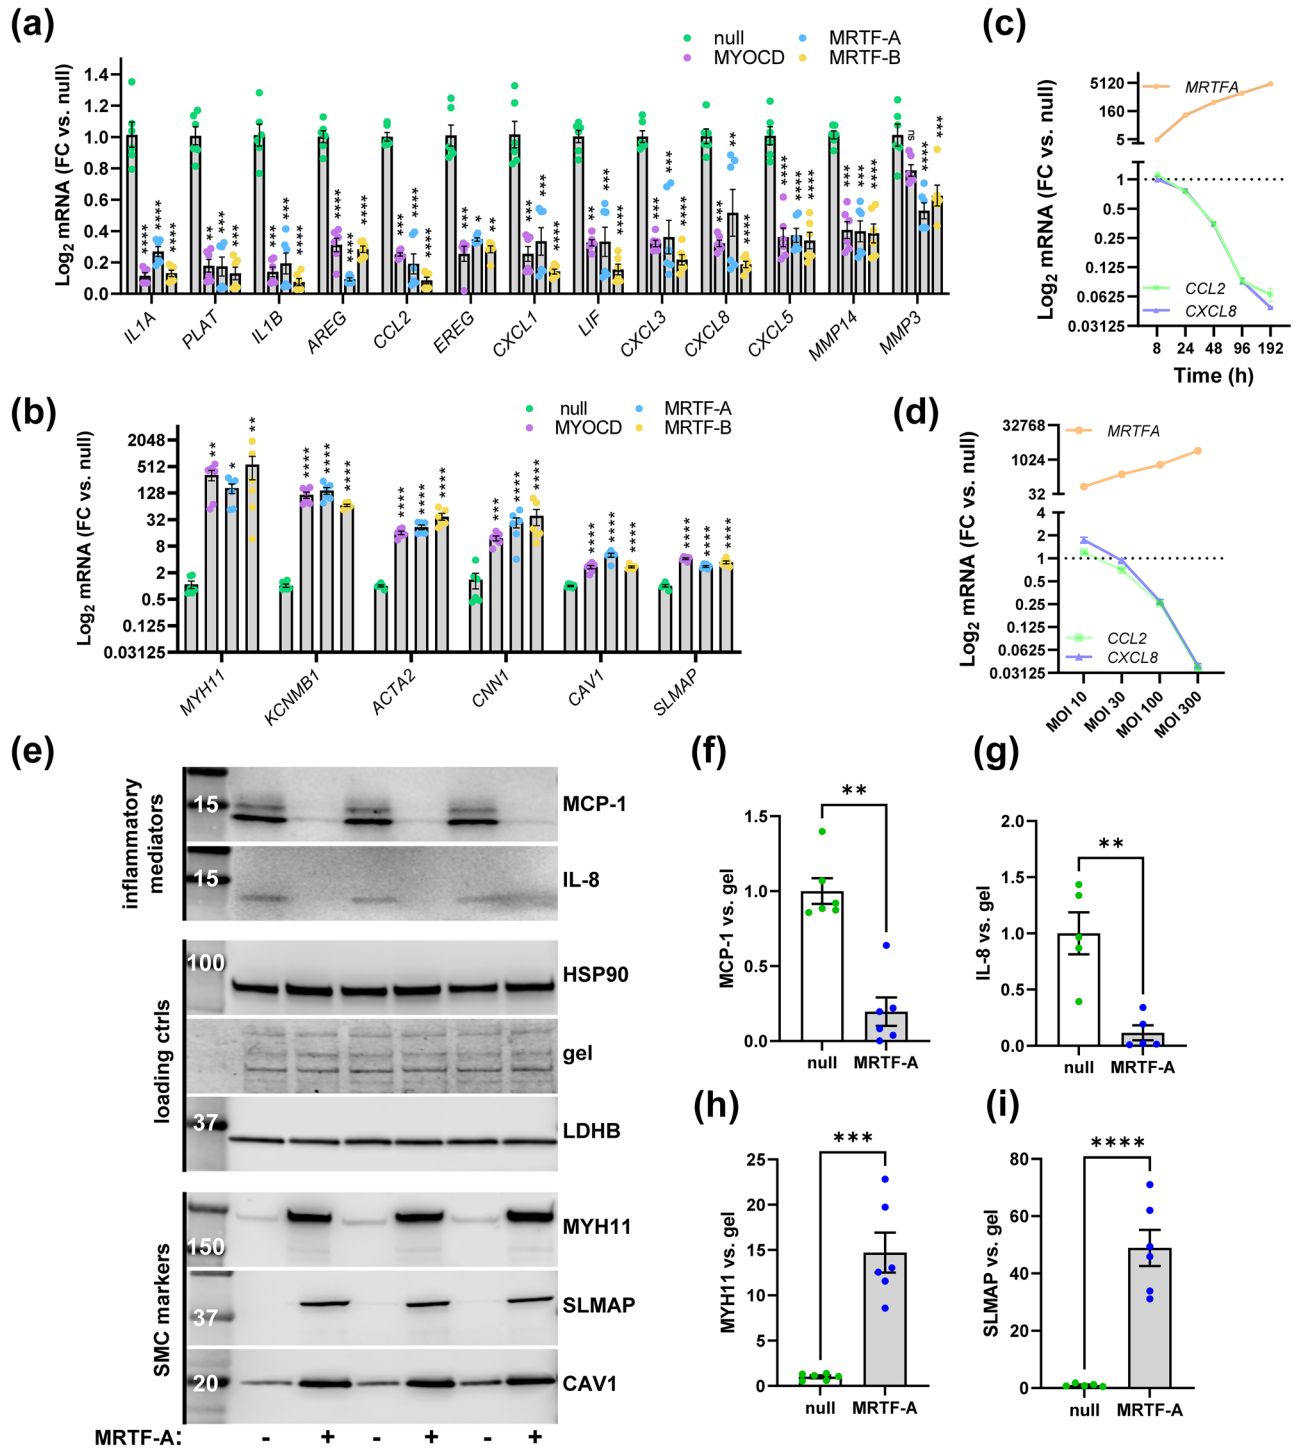 (a)
null
MRTF-A
MYOCD
MRTF-B
Log2 mRNA (FC vs. null)
1.4
1.2
1.0
0.8
0.6
0.4
0.2
0.0
**** **** ****
** *** ***
*** *** ****
**** **** ****
*** **** ****
*** * **
*** *** ****
** *** ****
*** *** ****
*** ** ****
**** **** ****
*** *** ****
ns **** ***
IL1A
PLAT
IL1B
AREG
CCL2
EREG
CXCL1
LIF
CXCL3
CXCL8
CXCL5
MMP14
MMP3
(b)
null
MRTF-A
MYOCD
MRTF-B
Log2 mRNA (FC vs. null)
2048
512
128
32
8
2
0.5
0.125
0.03125
** * **
**** **** ****
**** **** ****
*** **** ****
**** **** ****
**** **** ****
MYH11
KCNMB1
ACTA2
CNN1
CAV1
SLMAP
(c)
Log2 mRNA (FC vs. null)
5120
160
5
1
0.5
0.25
0.125
0.0625
0.03125
MRTFA
CCL2
CXCL8
8 24 48 96 192
Time (h)
(d)
Log2 mRNA (FC vs. null)
32768
1024
32
4
2
1
0.5
0.25
0.125
0.0625
0.03125
MRTFA
CCL2
CXCL8
MOI 10
MOI 30
MOI 100
MOI 300
(e)
inflammatory
mediators
15
MCP-1
15
IL-8
loading ctrls
100
HSP90
gel
37
LDHB
SMC markers
150
MYH11
37
SLMAP
20
CAV1
MRTF-A: - + - + - +
(f)
MCP-1 vs. gel
1.5
1.0
0.5
0.0
**
null MRTF-A
(g)
IL-8 vs. gel
2.0
1.5
1.0
0.5
0.0
**
null MRTF-A
(h)
MYH11 vs. gel
25
20
15
10
5
0
***
null MRTF-A
(i)
SLMAP vs. gel
80
60
40
20
0
****
null MRTF-A